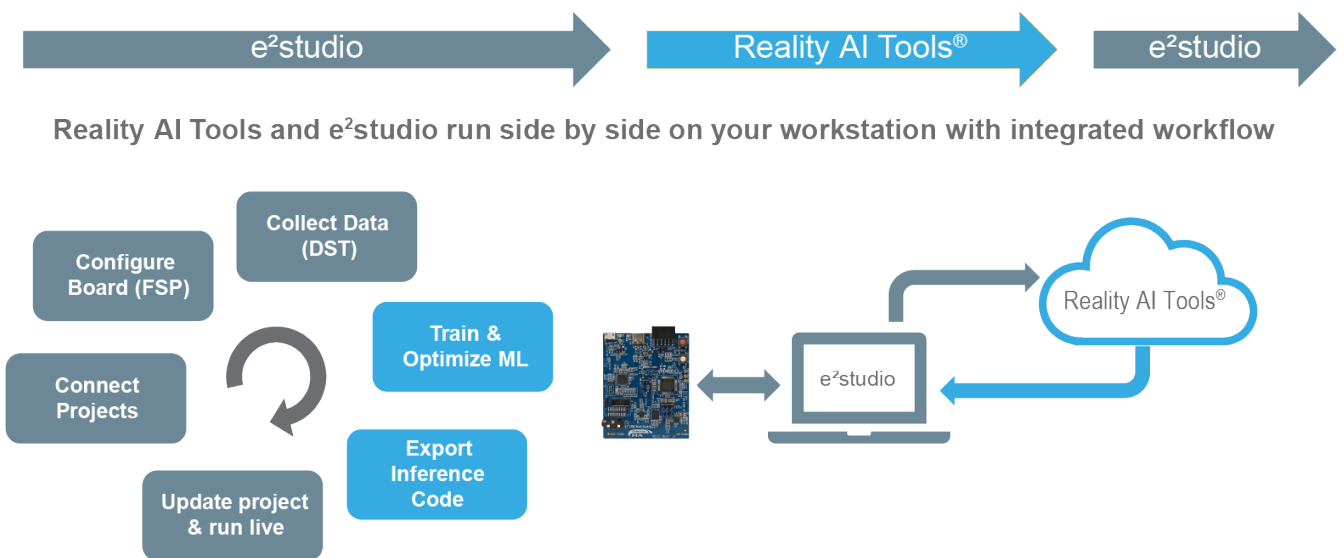 e²studio
Reality AI Tools®
e²studio
Reality AI Tools and e²studio run side by side on your workstation with integrated workflow
Collect Data
(DST)
Configure
Board (FSP)
Train &
Optimize ML
Connect
Projects
Export
Inference
Code
Update project
& run live
e²studio
Reality AI Tools®